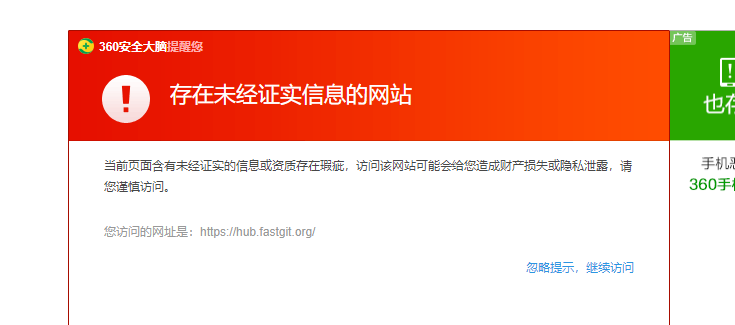 360安全大脑提醒您
广告
存在未经证实信息的网站
也存
当前页面含有未经证实的信息或资质存在瑕疵，访问该网站可能会给您造成财产损失或隐私泄露，请
您谨慎访问。
手机恶
360手机
您访问的网址是：https://hub.fastgit.org/
忽略提示，继续访问